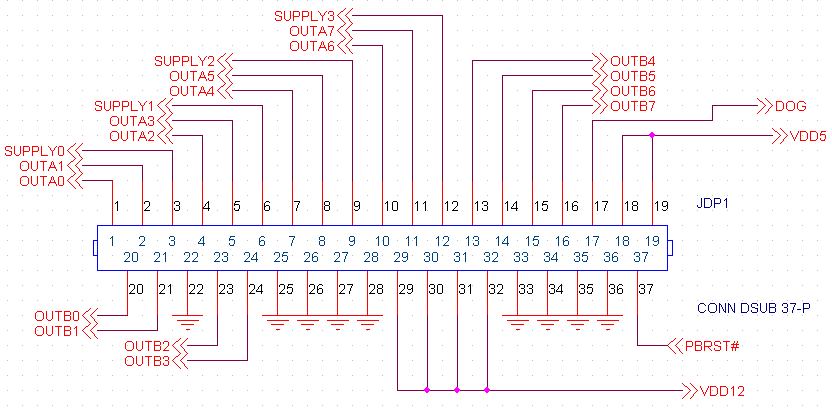 SUPPLY3
OUTA7
OUTA6
SUPPLY2 OUTB4
OUTA5 OUTB5
OUTA4 OUTB6
SUPPLY1 OUTB7 DOG
OUTA3
OUTA2 VDD5
SUPPLY0
OUTA1
OUTA0
1 2 3 4 5 6 7 8 9 10 11 12 13 14 15 16 17 18 19 JDP1
1 2 3 4 5 6 7 8 9 10 11 12 13 14 15 16 17 18 19
20 21 22 23 24 25 26 27 28 29 30 31 32 33 34 35 36 37
20 21 22 23 24 25 26 27 28 29 30 31 32 33 34 35 36 37
CONN DSUB 37-P
OUTB0
OUTB1
OUTB2 PBRST#
OUTB3
VDD12